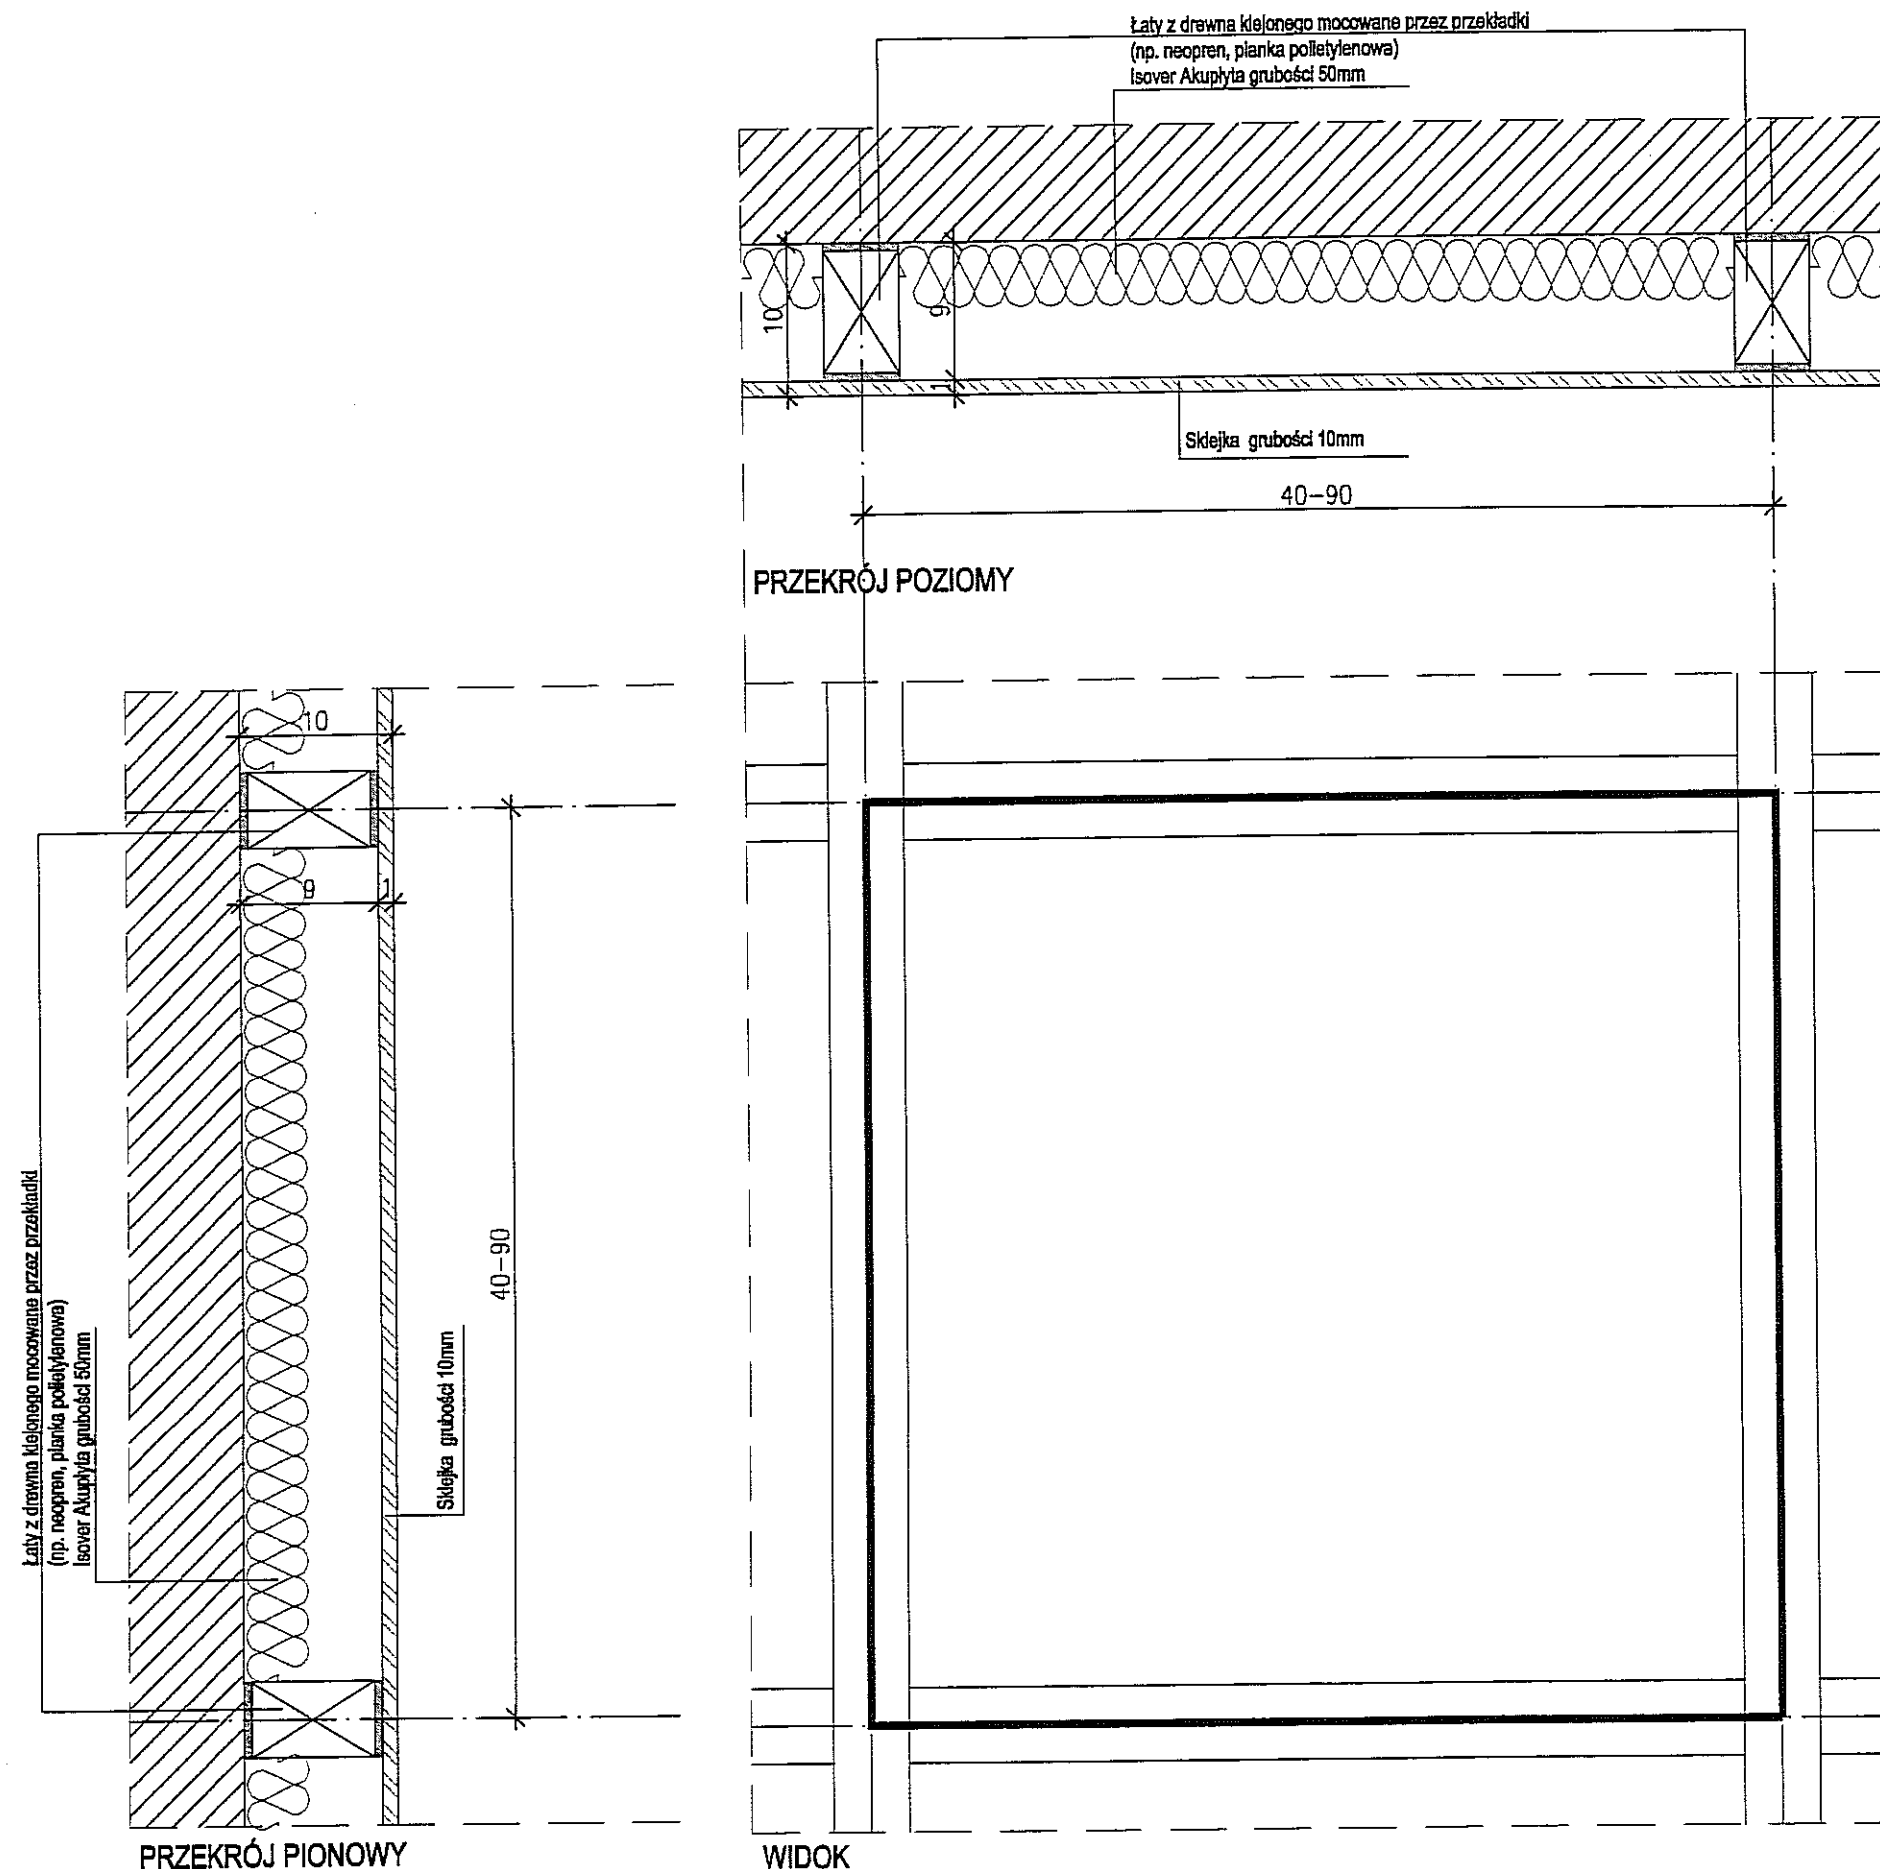 Łaty z drewna klejonego mocowane przez przekładki
(np. neopren, pianka polietylenowa)
Isover Akupłyta grubości 50mm
10
9
1
Sklejka grubości 10mm
40-90
PRZEKRÓJ POZIOMY
10
9
1
40-90
Łaty z drewna klejonego mocowane przez przekładki
(np. neopren, pianka polietylenowa)
Isover Akupłyta grubości 50mm
Sklejka grubości 10mm
PRZEKRÓJ PIONOWY
WIDOK